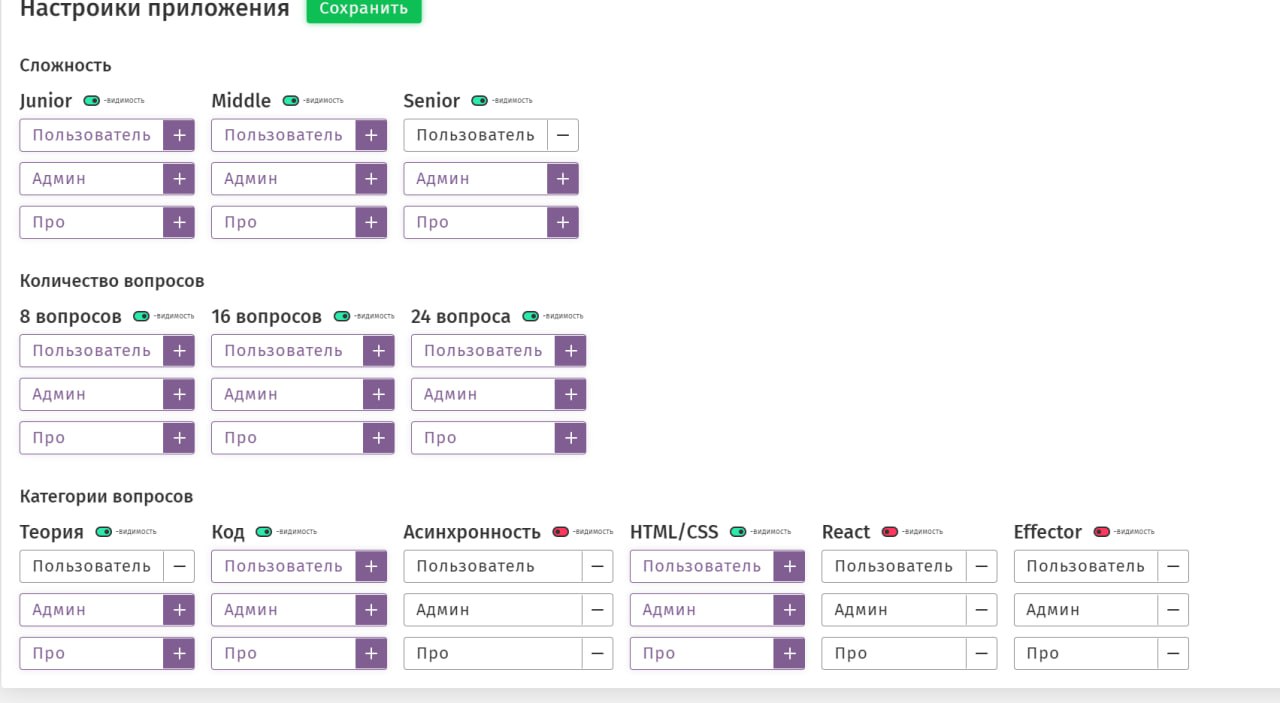 Настройки приложения Сохранить
Сложность
Junior -видимость Middle -видимость Senior -видимость
Пользователь + Пользователь + Пользователь −
Админ + Админ + Админ +
Про + Про + Про +
Количество вопросов
8 вопросов -видимость 16 вопросов -видимость 24 вопроса -видимость
Пользователь + Пользователь + Пользователь +
Админ + Админ + Админ +
Про + Про + Про +
Категории вопросов
Теория -видимость Код -видимость Асинхронность -видимость HTML/CSS -видимость React -видимость Effector -видимость
Пользователь − Пользователь + Пользователь − Пользователь + Пользователь − Пользователь −
Админ + Админ + Админ − Админ + Админ − Админ −
Про + Про + Про − Про + Про − Про −